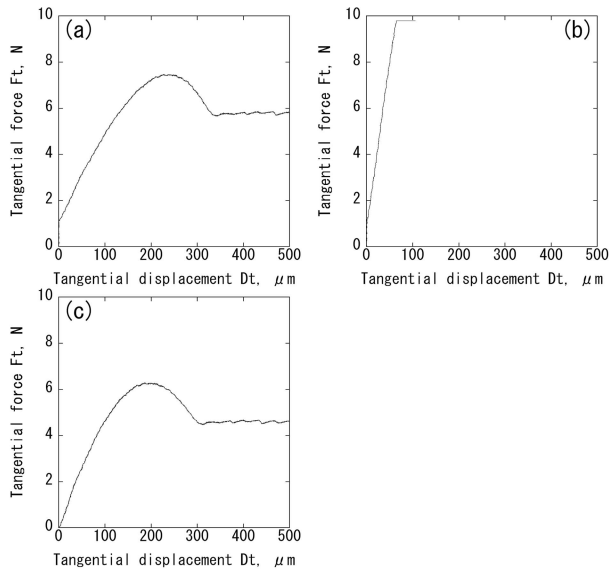 (a)
10
8
6
4
2
0
Tangential force Ft, N
0 100 200 300 400 500
Tangential displacement Dt, μm
(b)
10
8
6
4
2
0
Tangential force Ft, N
0 100 200 300 400 500
Tangential displacement Dt, μm
(c)
10
8
6
4
2
0
Tangential force Ft, N
0 100 200 300 400 500
Tangential displacement Dt, μm